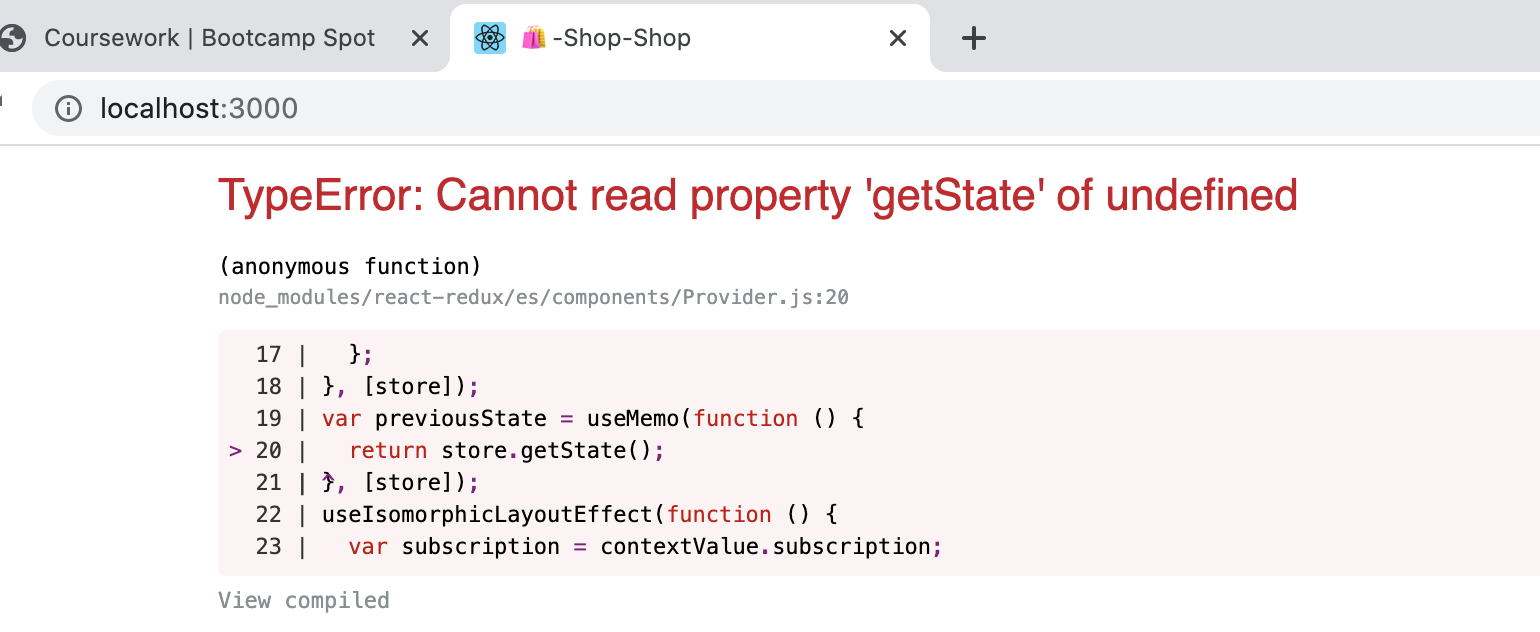 Coursework | Bootcamp Spot
🛍️ -Shop-Shop
localhost:3000
TypeError: Cannot read property 'getState' of undefined
(anonymous function)
node_modules/react-redux/es/components/Provider.js:20
  17 |   };
  18 | }, [store]);
  19 | var previousState = useMemo(function () {
> 20 |   return store.getState();
  21 | }, [store]);
  22 | useIsomorphicLayoutEffect(function () {
  23 |   var subscription = contextValue.subscription;
View compiled